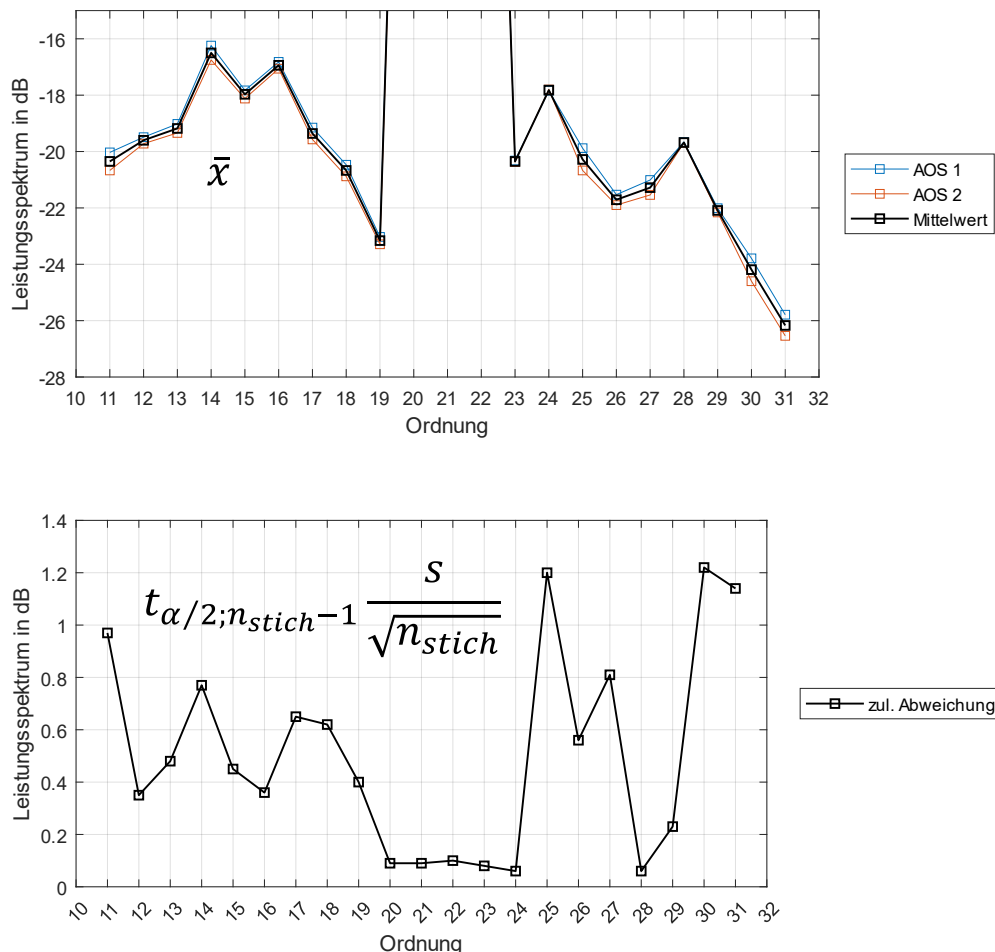 -16
-18
-20
-22
-24
-26
-28
Leistungsspektrum in dB
x̄
10 11 12 13 14 15 16 17 18 19 20 21 22 23 24 25 26 27 28 29 30 31 32
Ordnung
AOS 1
AOS 2
Mittelwert
1.4
1.2
1
0.8
0.6
0.4
0.2
0
Leistungsspektrum in dB
t_{α/2;n_{stich}−1} \frac{s}{\sqrt{n_{stich}}}
10 11 12 13 14 15 16 17 18 19 20 21 22 23 24 25 26 27 28 29 30 31 32
Ordnung
zul. Abweichung